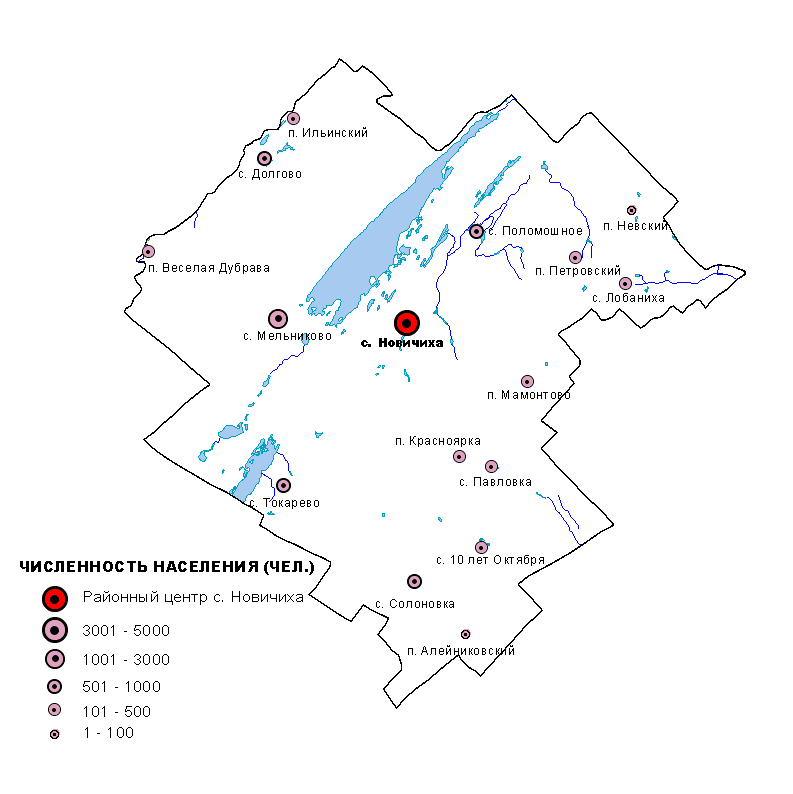 п. Ильинский
с. Долгово
п. Невский
с. Поломошное
п. Веселая Дубрава
п. Петровский
с. Лобаниха
с. Мельниково
с. Новичиха
п. Мамонтово
п. Красноярка
с. Павловка
с. Токарево
с. 10 лет Октября
ЧИСЛЕННОСТЬ НАСЕЛЕНИЯ (ЧЕЛ.)
Районный центр с. Новичиха
с. Солоновка
3001 - 5000
п. Алейниковский
1001 - 3000
501 - 1000
101 - 500
1 - 100